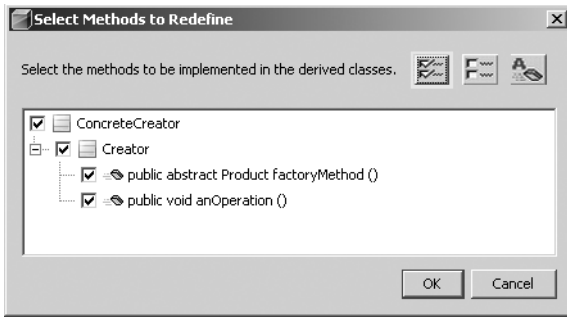 Select Methods to Redefine
Select the methods to be implemented in the derived classes.
A
ConcreteCreator
Creator
public abstract Product factoryMethod ()
public void anOperation ()
OK Cancel